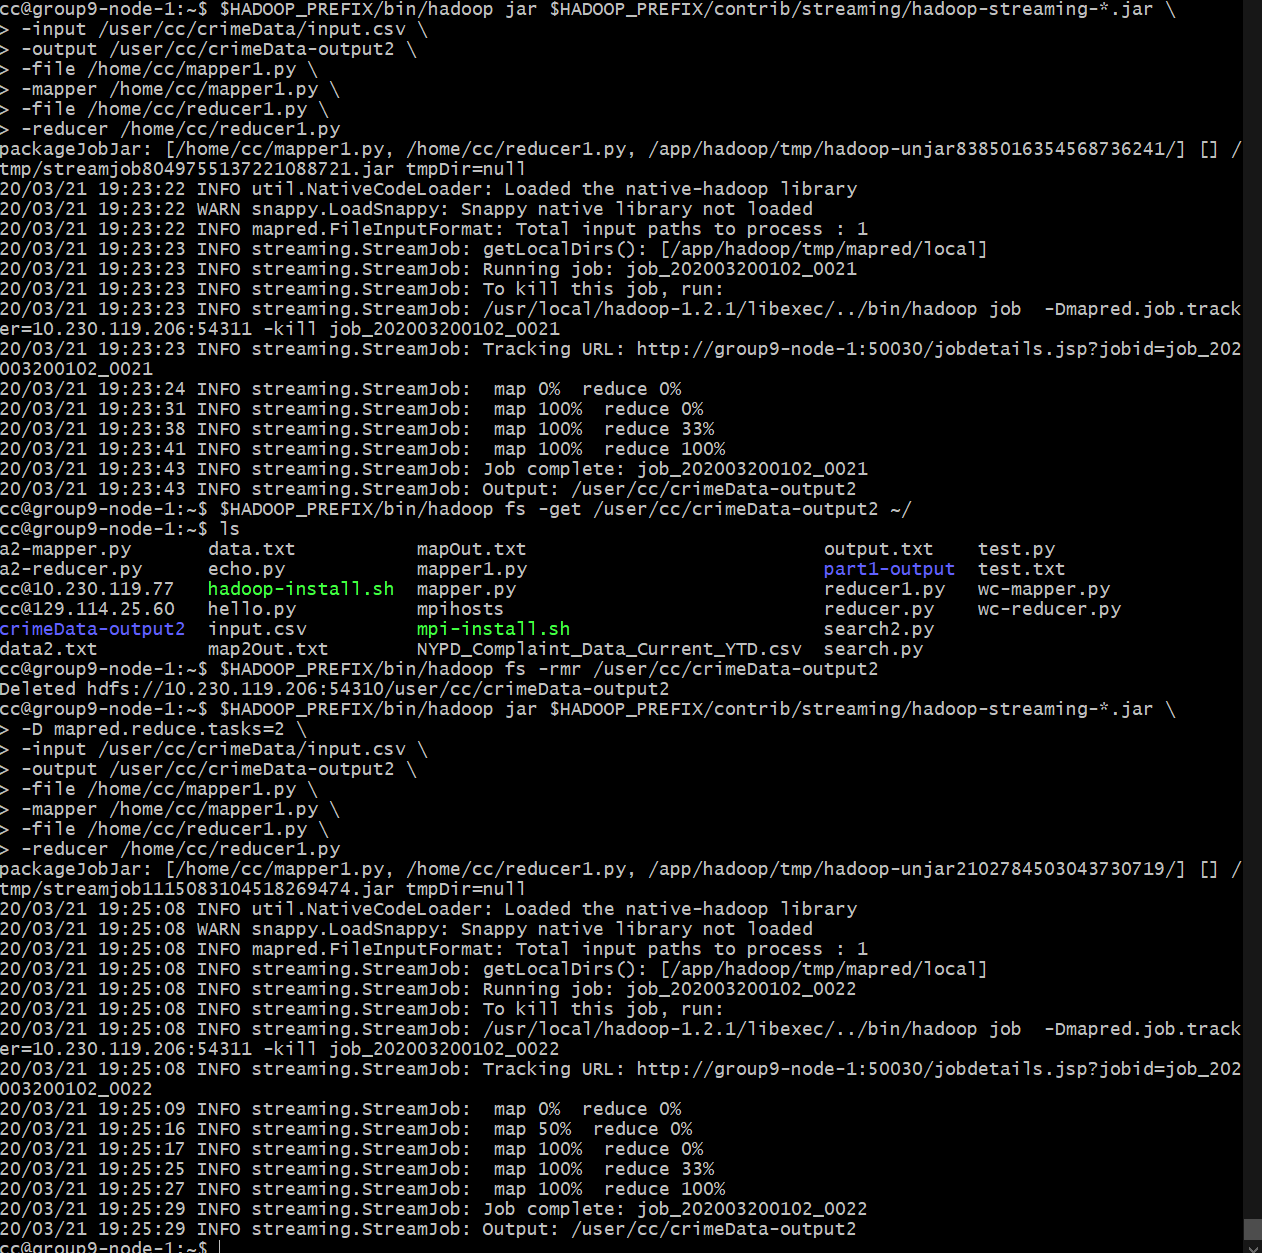 cc@group9-node-1:~$ $HADOOP_PREFIX/bin/hadoop jar $HADOOP_PREFIX/contrib/streaming/hadoop-streaming-*.jar \
> -input /user/cc/crimeData/input.csv \
> -output /user/cc/crimeData-output2 \
> -file /home/cc/mapper1.py \
> -mapper /home/cc/mapper1.py \
> -file /home/cc/reducer1.py \
> -reducer /home/cc/reducer1.py
packageJobJar: [/home/cc/mapper1.py, /home/cc/reducer1.py, /app/hadoop/tmp/hadoop-unjar8385016354568736241/] [] /
tmp/streamjob8049755137221088721.jar tmpDir=null
20/03/21 19:23:22 INFO util.NativeCodeLoader: Loaded the native-hadoop library
20/03/21 19:23:22 WARN snappy.LoadSnappy: Snappy native library not loaded
20/03/21 19:23:22 INFO mapred.FileInputFormat: Total input paths to process : 1
20/03/21 19:23:23 INFO streaming.StreamJob: getLocalDirs(): [/app/hadoop/tmp/mapred/local]
20/03/21 19:23:23 INFO streaming.StreamJob: Running job: job_202003200102_0021
20/03/21 19:23:23 INFO streaming.StreamJob: To kill this job, run:
20/03/21 19:23:23 INFO streaming.StreamJob: /usr/local/hadoop-1.2.1/libexec/../bin/hadoop job  -Dmapred.job.track
er=10.230.119.206:54311 -kill job_202003200102_0021
20/03/21 19:23:23 INFO streaming.StreamJob: Tracking URL: http://group9-node-1:50030/jobdetails.jsp?jobid=job_202
003200102_0021
20/03/21 19:23:24 INFO streaming.StreamJob:  map 0%  reduce 0%
20/03/21 19:23:31 INFO streaming.StreamJob:  map 100%  reduce 0%
20/03/21 19:23:38 INFO streaming.StreamJob:  map 100%  reduce 33%
20/03/21 19:23:41 INFO streaming.StreamJob:  map 100%  reduce 100%
20/03/21 19:23:43 INFO streaming.StreamJob: Job complete: job_202003200102_0021
20/03/21 19:23:43 INFO streaming.StreamJob: Output: /user/cc/crimeData-output2
cc@group9-node-1:~$ $HADOOP_PREFIX/bin/hadoop fs -get /user/cc/crimeData-output2 ~/
cc@group9-node-1:~$ ls
a2-mapper.py       data.txt           mapOut.txt                           output.txt    test.py
a2-reducer.py      echo.py            mapper1.py                           part1-output  test.txt
cc@10.230.119.77   hadoop-install.sh  mapper.py                            reducer1.py   wc-mapper.py
cc@129.114.25.60   hello.py           mpihosts                             reducer.py    wc-reducer.py
crimeData-output2  input.csv          mpi-install.sh                       search2.py
data2.txt          map2Out.txt        NYPD_Complaint_Data_Current_YTD.csv  search.py
cc@group9-node-1:~$ $HADOOP_PREFIX/bin/hadoop fs -rmr /user/cc/crimeData-output2
Deleted hdfs://10.230.119.206:54310/user/cc/crimeData-output2
cc@group9-node-1:~$ $HADOOP_PREFIX/bin/hadoop jar $HADOOP_PREFIX/contrib/streaming/hadoop-streaming-*.jar \
> -D mapred.reduce.tasks=2 \
> -input /user/cc/crimeData/input.csv \
> -output /user/cc/crimeData-output2 \
> -file /home/cc/mapper1.py \
> -mapper /home/cc/mapper1.py \
> -file /home/cc/reducer1.py \
> -reducer /home/cc/reducer1.py
packageJobJar: [/home/cc/mapper1.py, /home/cc/reducer1.py, /app/hadoop/tmp/hadoop-unjar2102784503043730719/] [] /
tmp/streamjob1115083104518269474.jar tmpDir=null
20/03/21 19:25:08 INFO util.NativeCodeLoader: Loaded the native-hadoop library
20/03/21 19:25:08 WARN snappy.LoadSnappy: Snappy native library not loaded
20/03/21 19:25:08 INFO mapred.FileInputFormat: Total input paths to process : 1
20/03/21 19:25:08 INFO streaming.StreamJob: getLocalDirs(): [/app/hadoop/tmp/mapred/local]
20/03/21 19:25:08 INFO streaming.StreamJob: Running job: job_202003200102_0022
20/03/21 19:25:08 INFO streaming.StreamJob: To kill this job, run:
20/03/21 19:25:08 INFO streaming.StreamJob: /usr/local/hadoop-1.2.1/libexec/../bin/hadoop job  -Dmapred.job.track
er=10.230.119.206:54311 -kill job_202003200102_0022
20/03/21 19:25:08 INFO streaming.StreamJob: Tracking URL: http://group9-node-1:50030/jobdetails.jsp?jobid=job_202
003200102_0022
20/03/21 19:25:09 INFO streaming.StreamJob:  map 0%  reduce 0%
20/03/21 19:25:16 INFO streaming.StreamJob:  map 50%  reduce 0%
20/03/21 19:25:17 INFO streaming.StreamJob:  map 100%  reduce 0%
20/03/21 19:25:25 INFO streaming.StreamJob:  map 100%  reduce 33%
20/03/21 19:25:27 INFO streaming.StreamJob:  map 100%  reduce 100%
20/03/21 19:25:29 INFO streaming.StreamJob: Job complete: job_202003200102_0022
20/03/21 19:25:29 INFO streaming.StreamJob: Output: /user/cc/crimeData-output2
cc@group9-node-1:~$